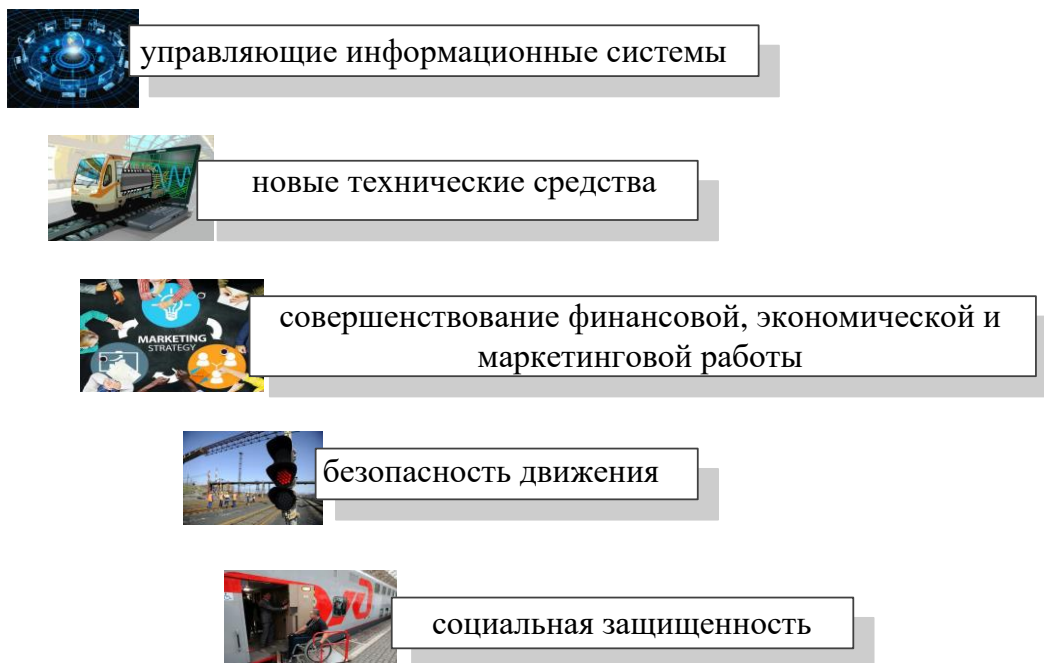 управляющие информационные системы
новые технические средства
совершенствование финансовой, экономической и
маркетинговой работы
MARKETING
STRATEGY
безопасность движения
социальная защищенность